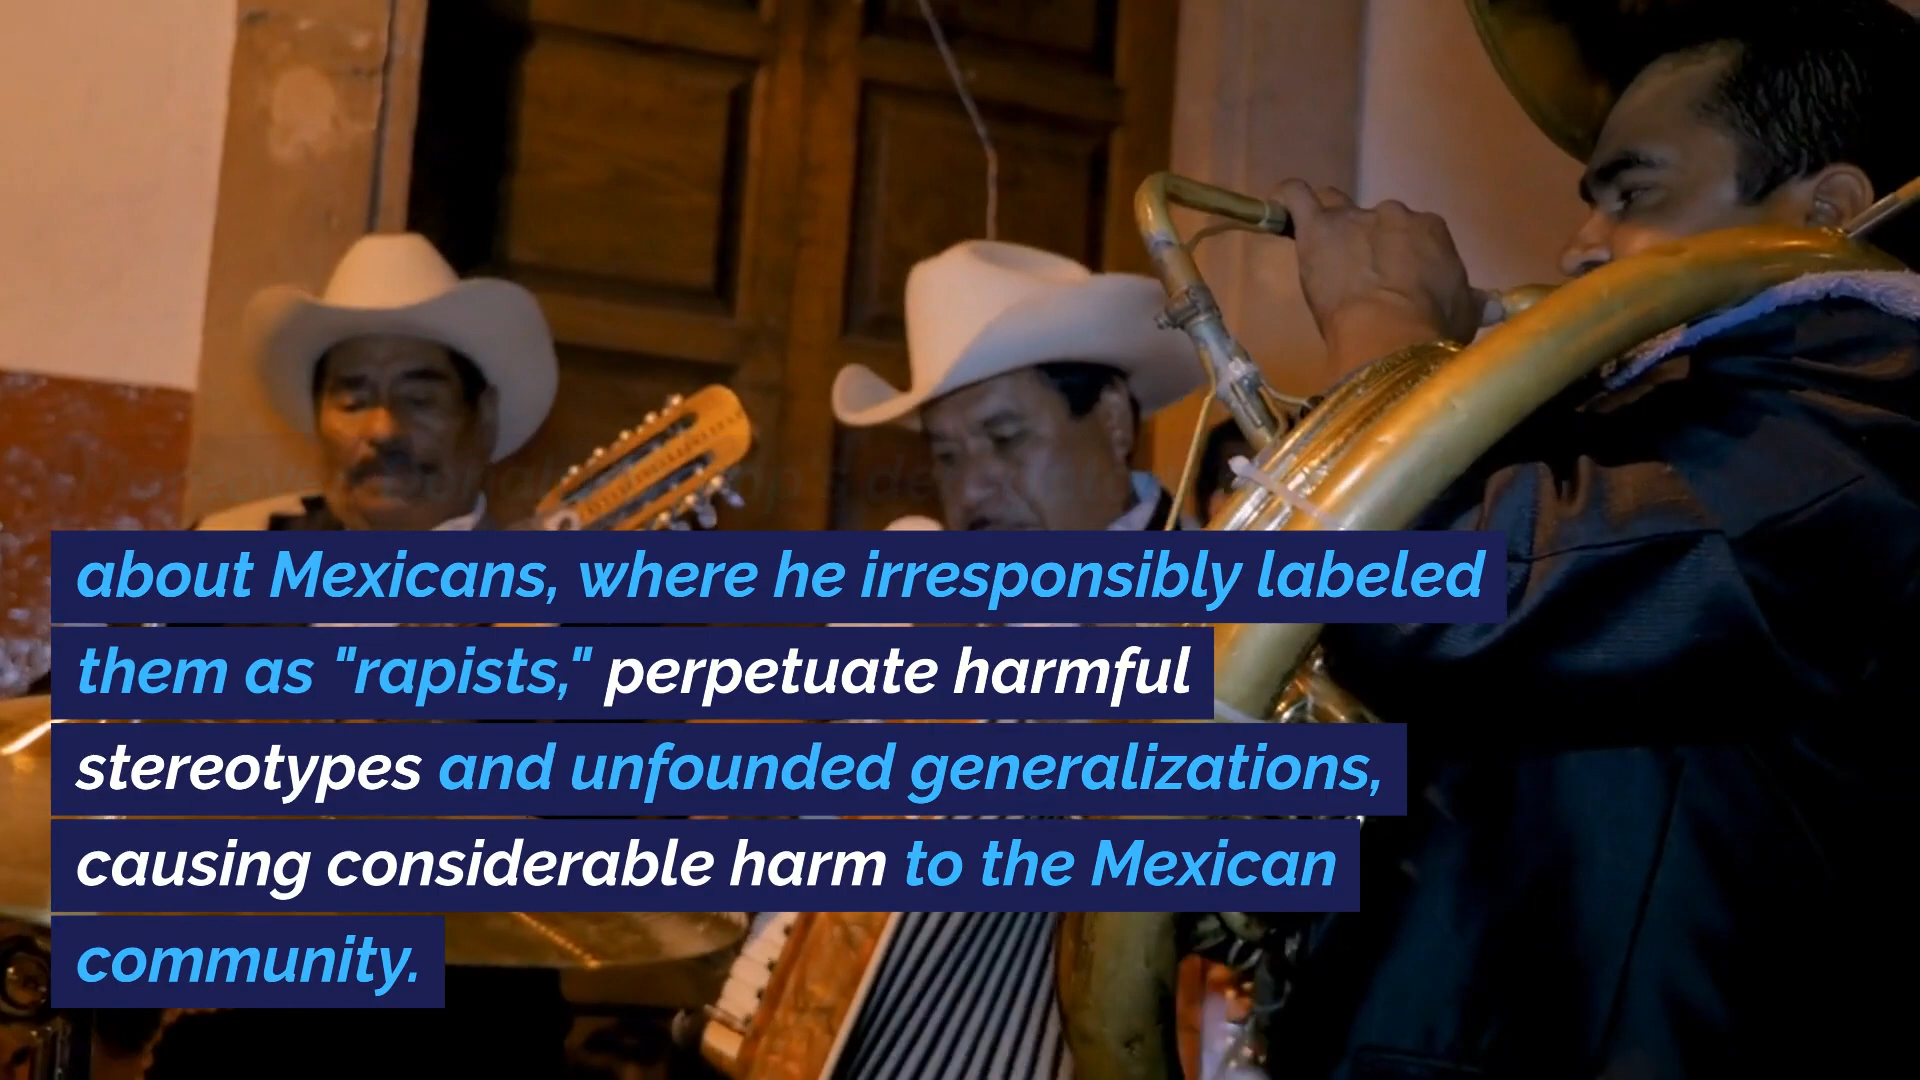 about Mexicans, where he irresponsibly labeled
them as "rapists," perpetuate harmful
stereotypes and unfounded generalizations,
causing considerable harm to the Mexican
community.